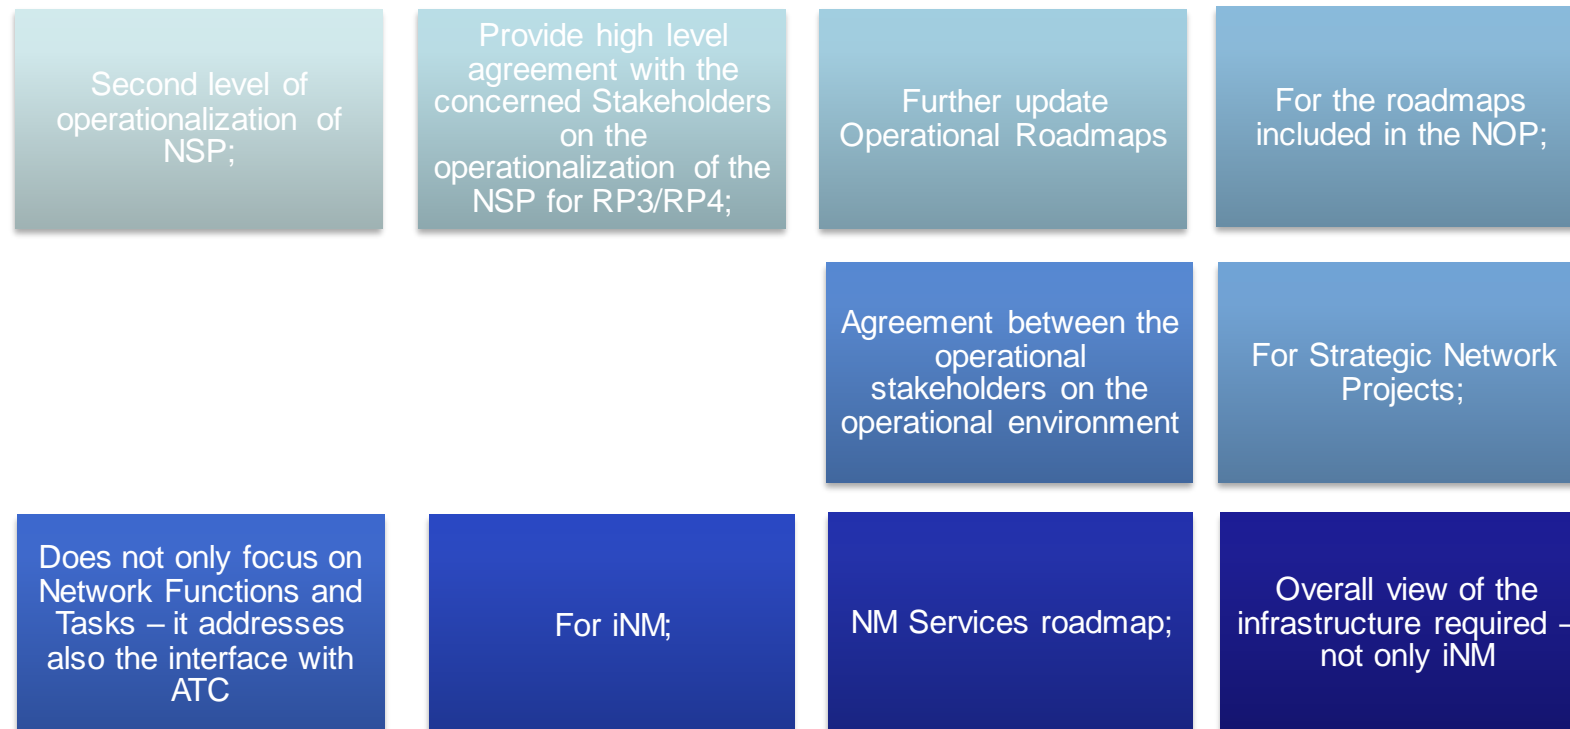 Second level of
operationalization of
NSP;
Provide high level
agreement with the
concerned Stakeholders
on the
operationalization of the
NSP for RP3/RP4;
Further update
Operational Roadmaps
For the roadmaps
included in the NOP;
Agreement between the
operational
stakeholders on the
operational environment
For Strategic Network
Projects;
Does not only focus on
Network Functions and
Tasks – it addresses
also the interface with
ATC
For iNM;
NM Services roadmap;
Overall view of the
infrastructure required –
not only iNM